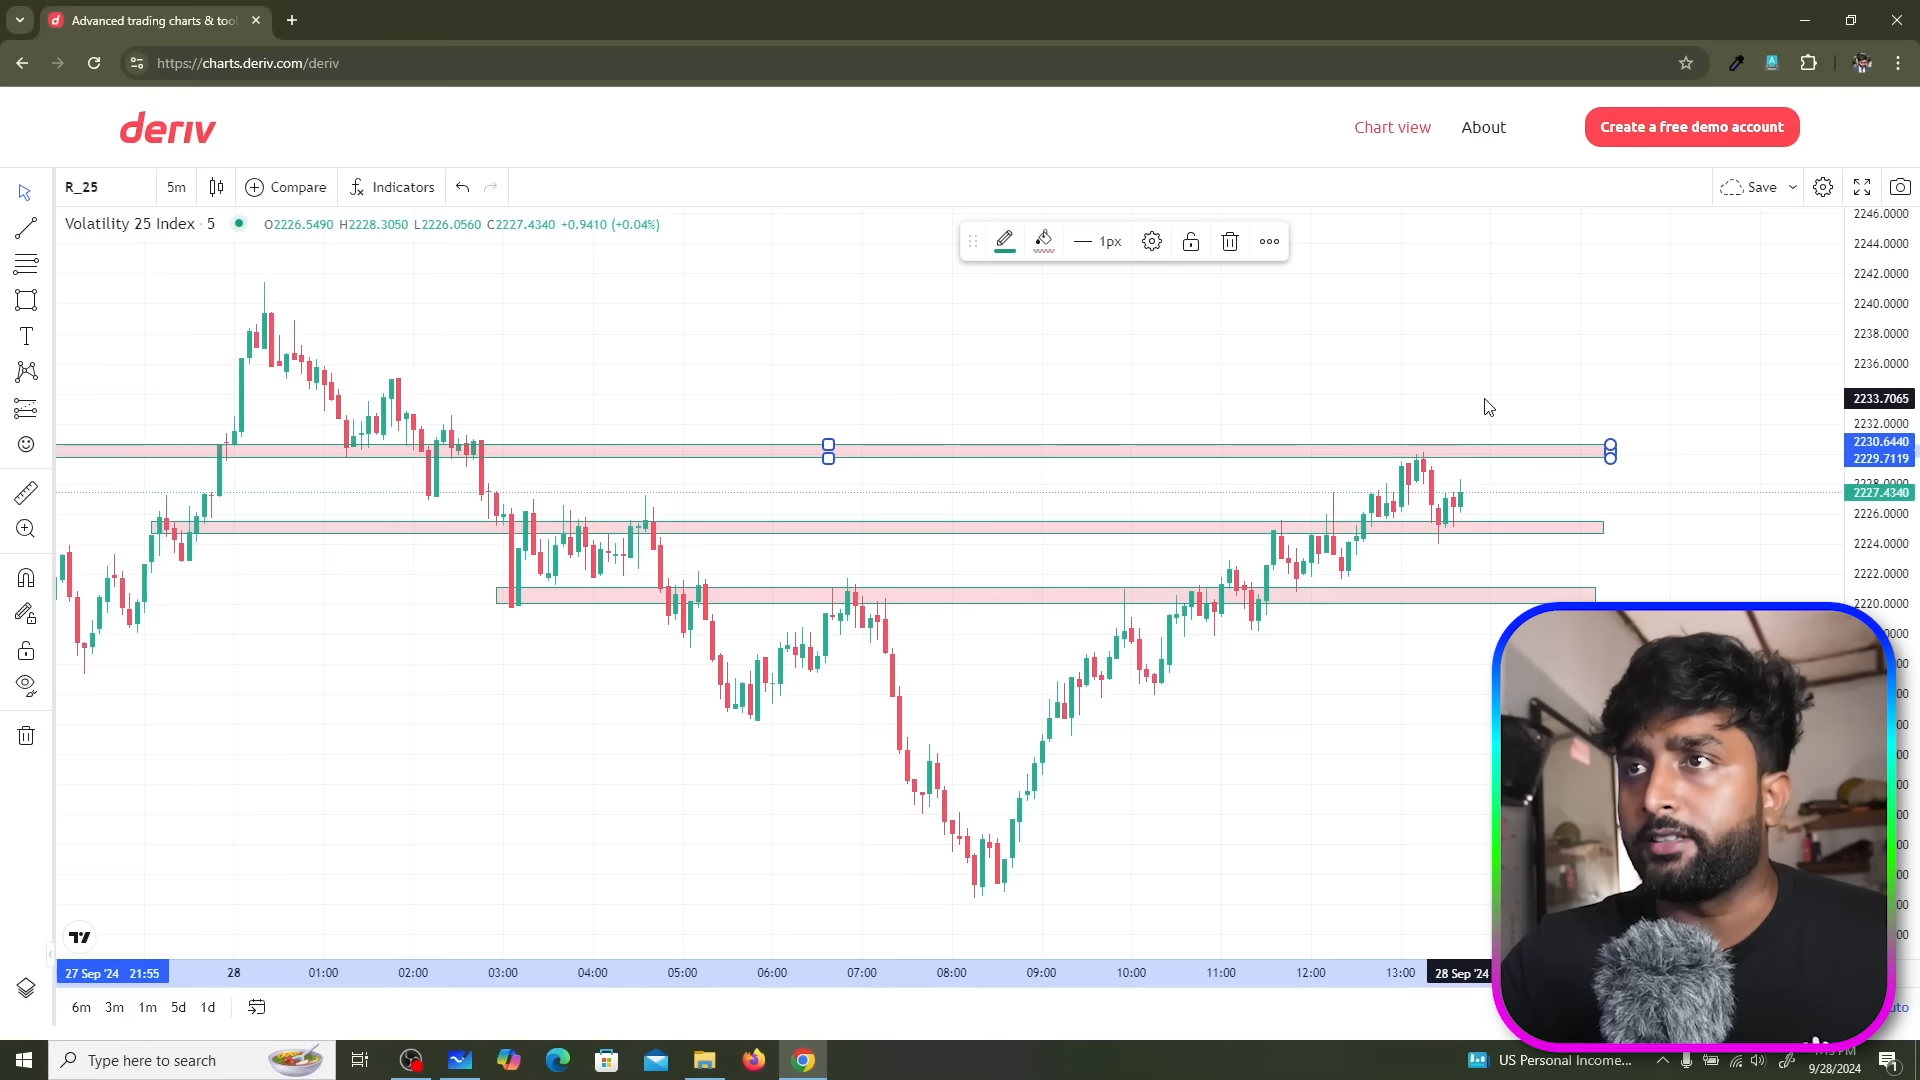 Advanced trading charts & tool
https://charts.deriv.com/deriv
deriv
Chart view
About
Create a free demo account
R_25
5m
Compare
Indicators
Save
Volatility 25 Index · 5
O2226.5490 H2228.3050 L2226.0560 C2227.4340 +0.9410 (+0.04%)
1px
2246.0000
2244.0000
2242.0000
2240.0000
2238.0000
2236.0000
2233.7065
2232.0000
2230.6440
2229.7119
2228.0000
2227.4340
2226.0000
2224.0000
2222.0000
2220.0000
27 Sep '24 21:55
28
01:00
02:00
03:00
04:00
05:00
06:00
07:00
08:00
09:00
10:00
11:00
12:00
13:00
28 Sep '24
6m
3m
1m
5d
1d
Type here to search
US Personal Income...
9/28/2024
1